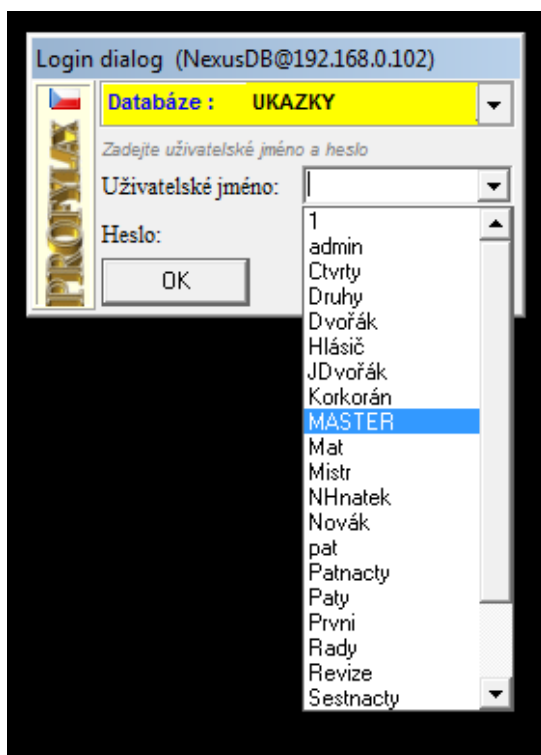 Login dialog (NexusDB@192.168.0.102)
Databáze : UKAZKY
Zadejte uživatelské jméno a heslo
Uživatelské jméno:
Heslo:
OK
PROFYLAX
1
admin
Ctvrty
Druhy
Dvořák
Hlásič
JDvořák
Korkorán
MASTER
Mat
Mistr
NHnatek
Novák
pat
Patnacty
Paty
Prvni
Rady
Revize
Sestnacty